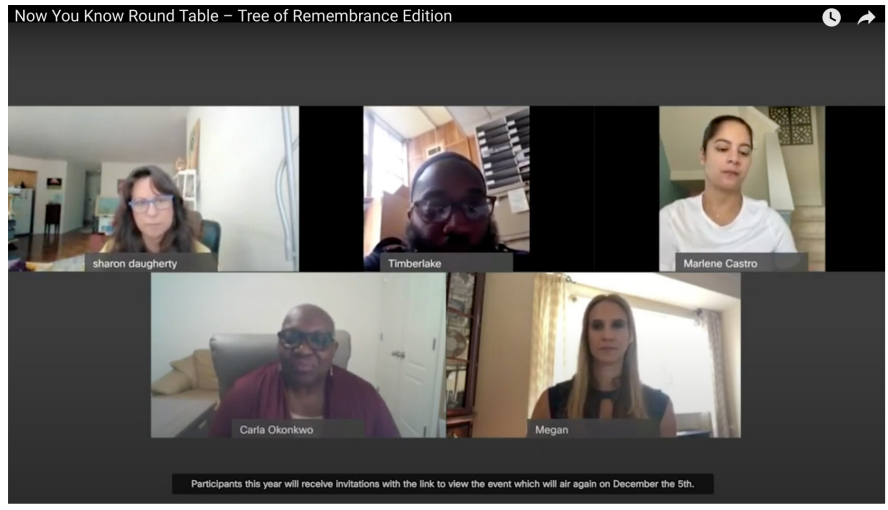 Now You Know Round Table – Tree of Remembrance Edition
sharon daugherty
Timberlake
Marlene Castro
Carla Okonkwo
Megan
Participants this year will receive invitations with the link to view the event which will air again on December the 5th.